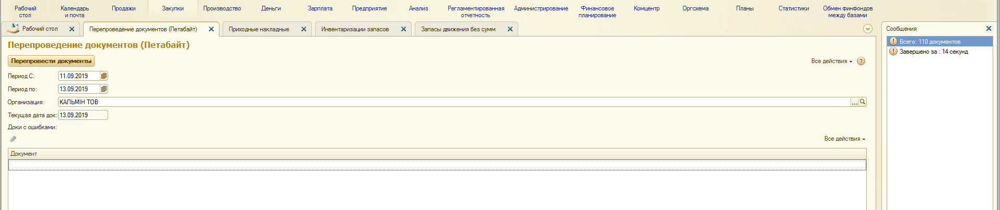 Рабочий стол
Календарь и почта
Продажи
Закупки
Производство
Деньги
Зарплата
Предприятие
Анализ
Регламентированная отчетность
Администрирование
Финансовое планирование
Комцентр
Оргсхема
Планы
Статистики
Обмен финфондов между базами
Рабочий стол
Перепроведение документов (Петабайт)
Приходные накладные
Инвентаризации запасов
Запасы движения без сумм
Сообщения
Перепроведение документов (Петабайт)
Всего: 110 документов
Завершено за : 14 секунд
Перепровести документы
Все действия
Период С: 11.09.2019
Период по: 13.09.2019
Организация: КАЛЬМІН ТОВ
Текущая дата док: 13.09.2019
Доки с ошибками:
Все действия
Документ